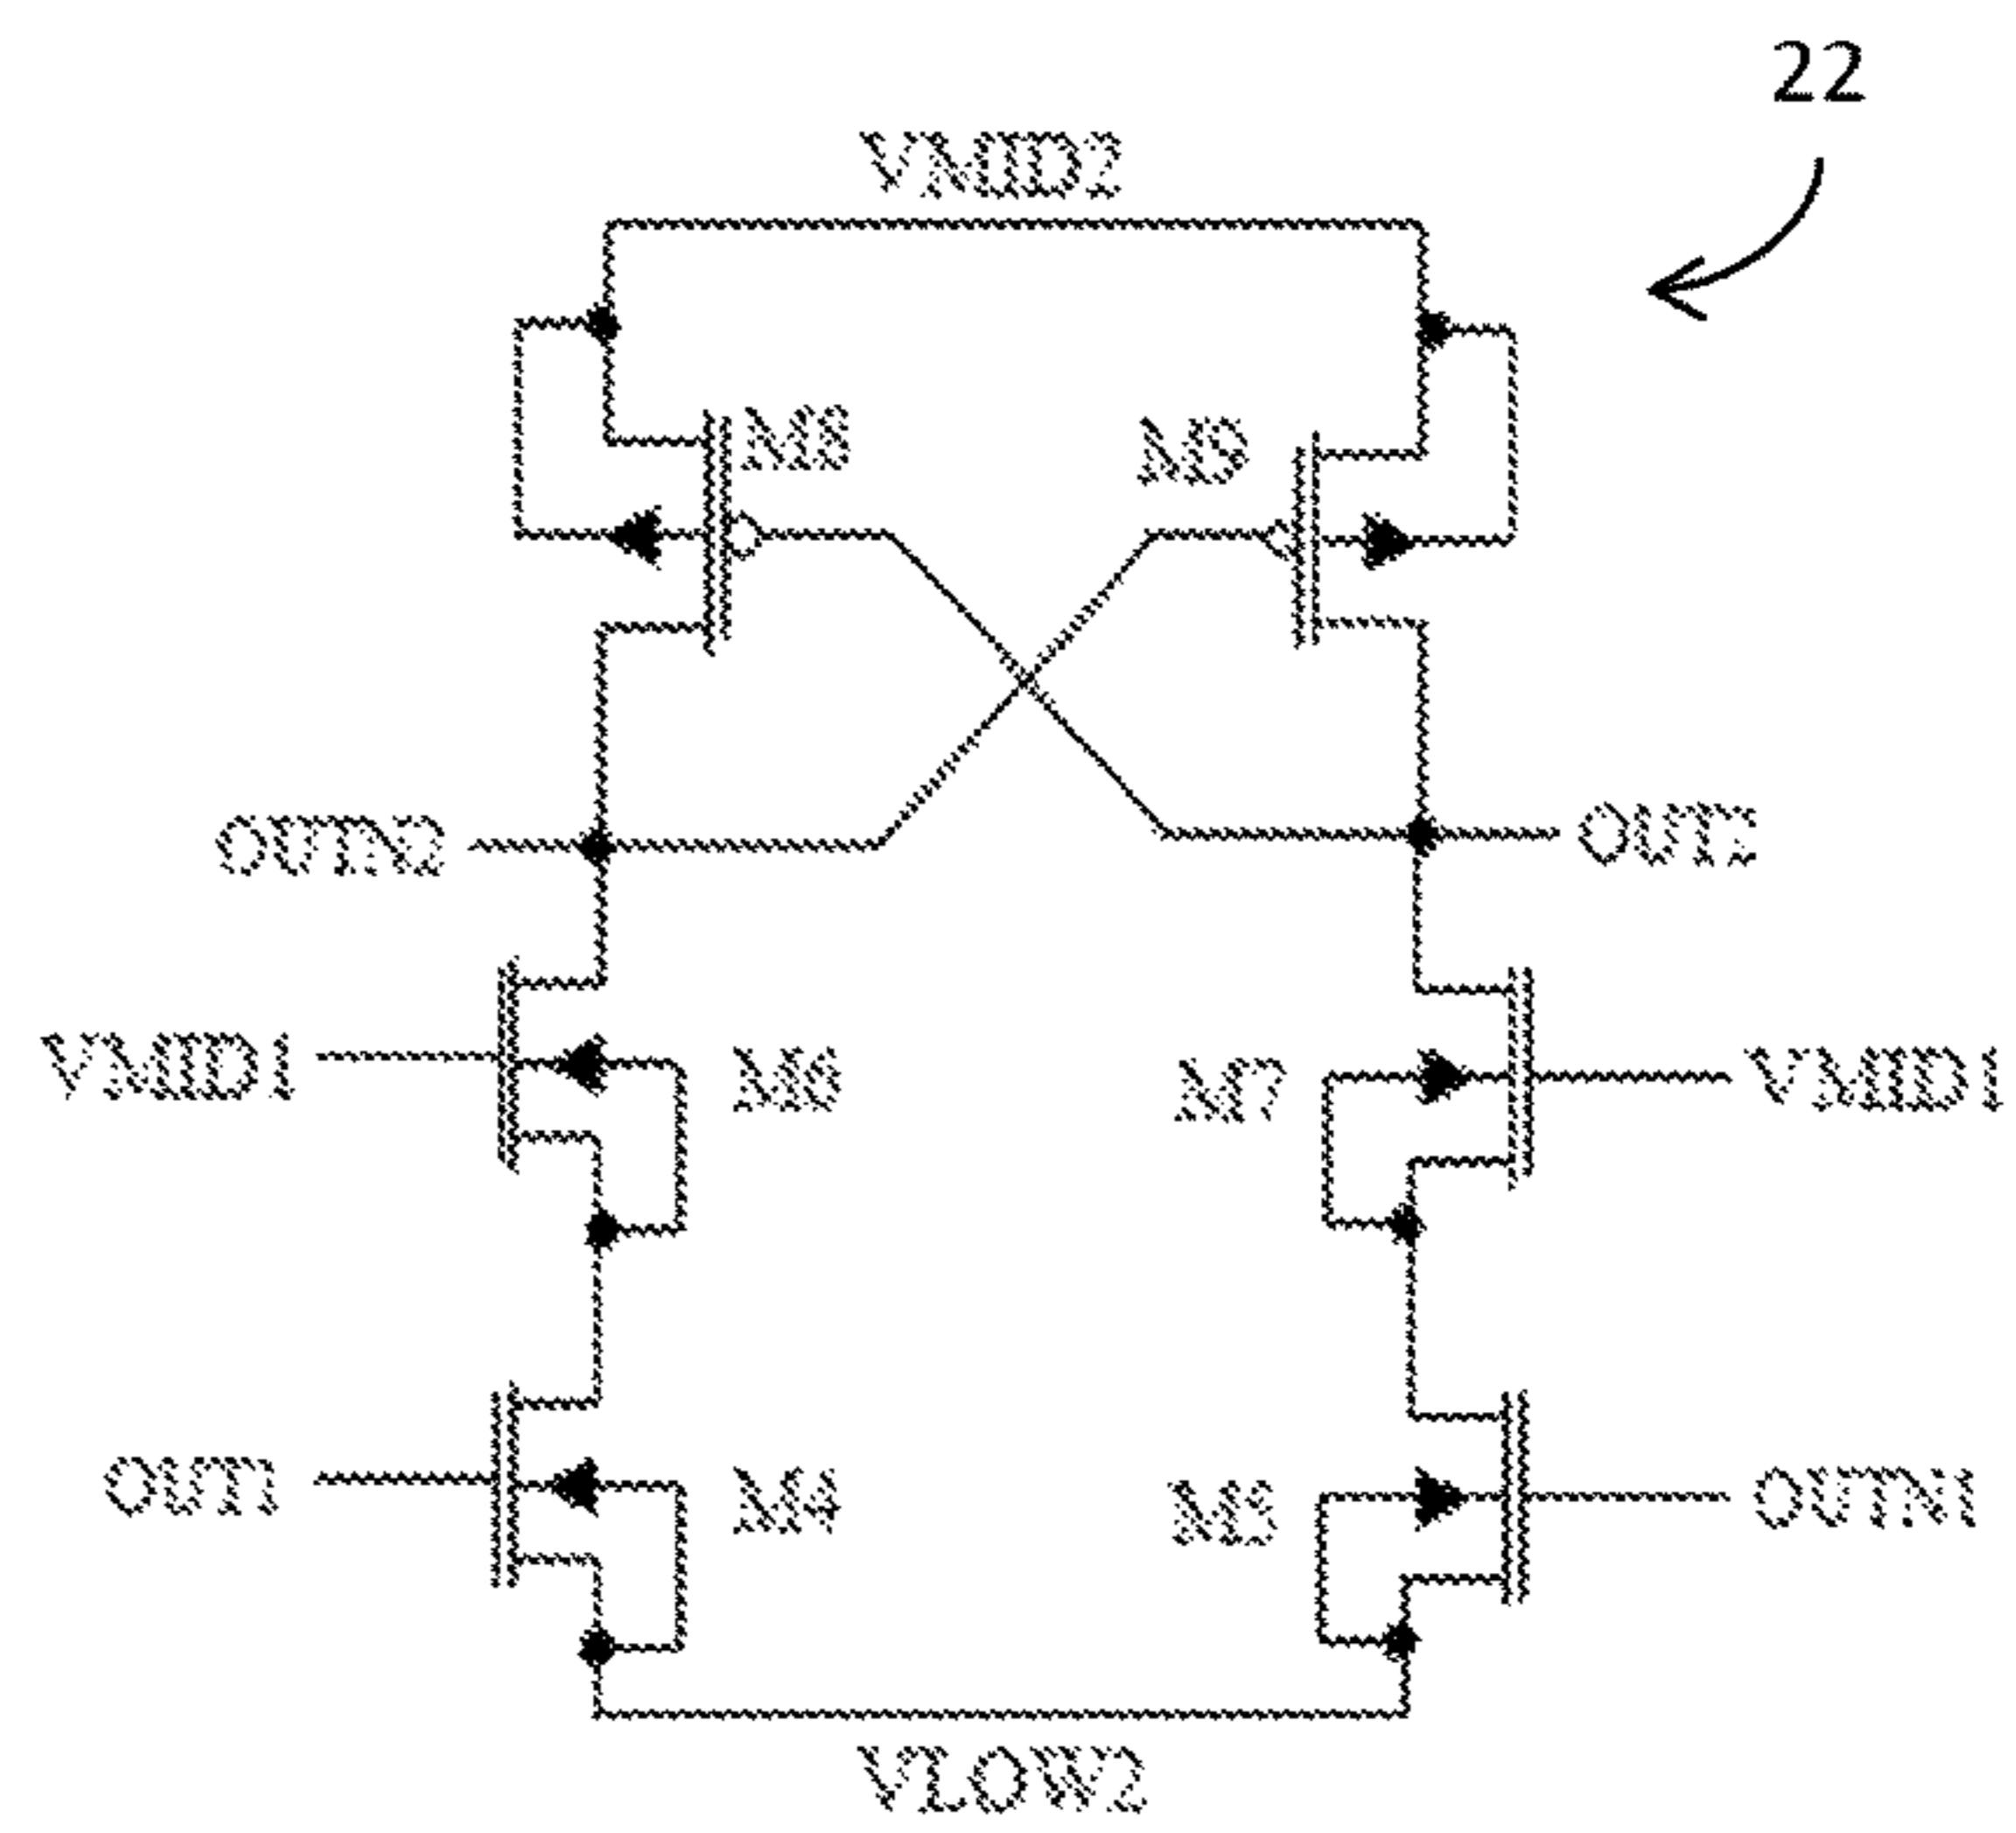 22
VMID2
M8
M9
OUTN2
OUT2
VMID1
M6
M7
VMID1
OUT1
M4
M5
OUTN1
VLOW2